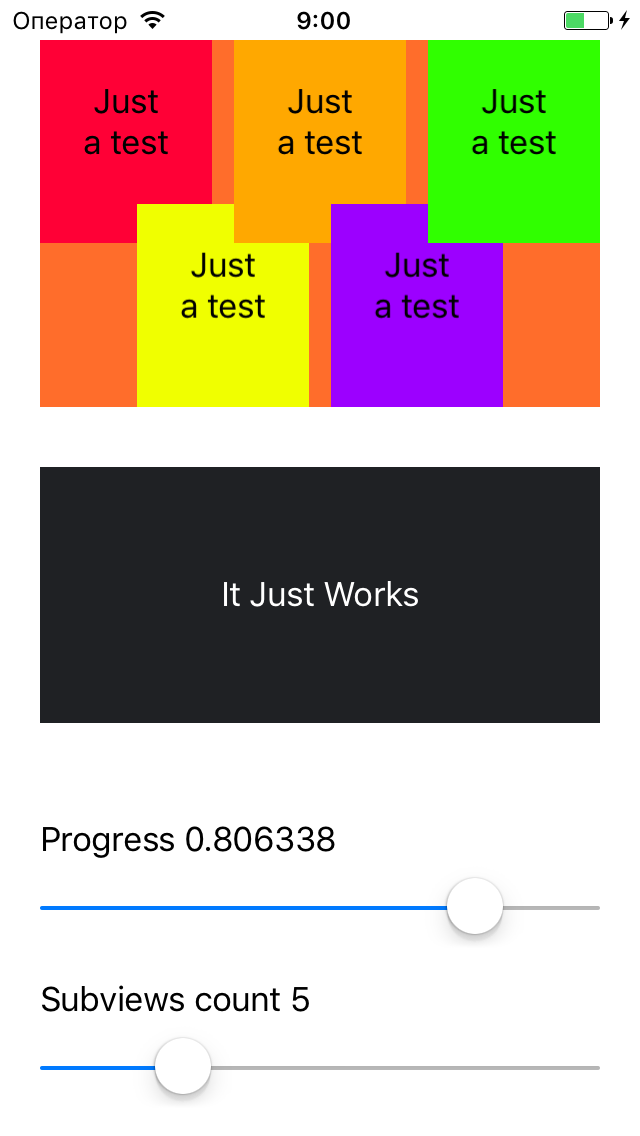 Оператор 9:00
Just Just Just
a test a test a test
Just Just
a test a test
It Just Works
Progress 0.806338
Subviews count 5